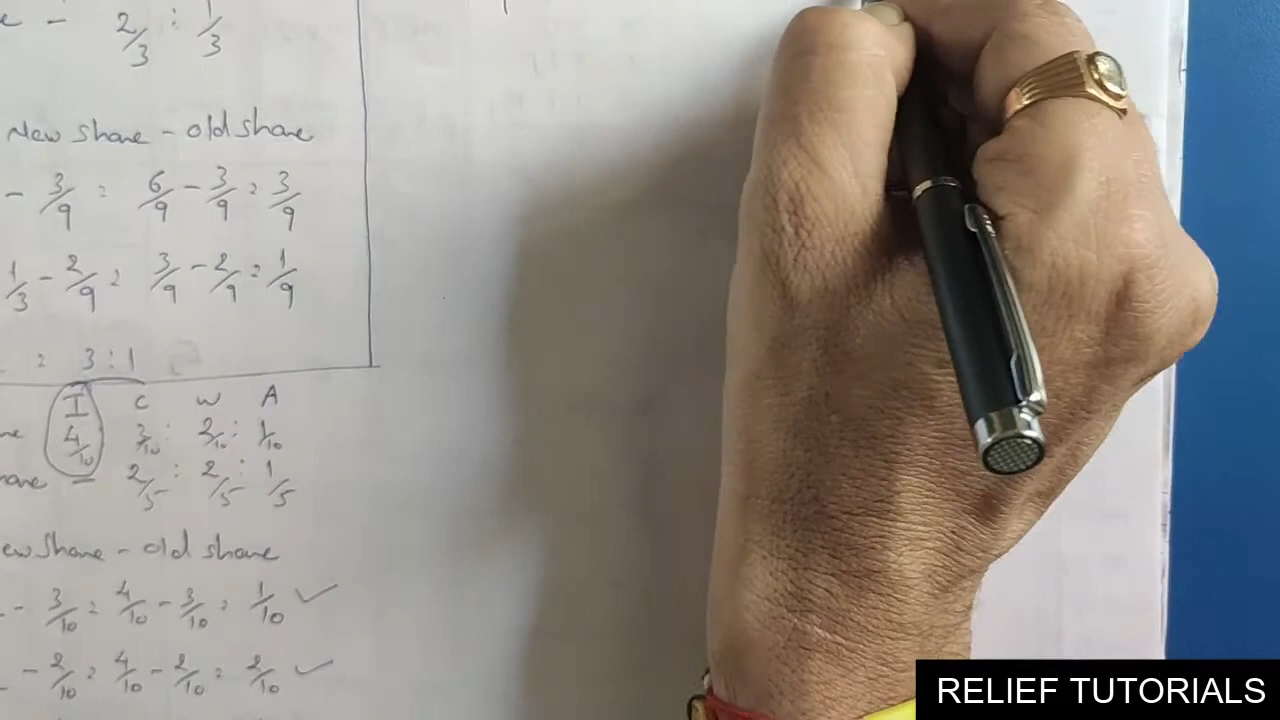 2/3 : 1/3
New share - old share
- 3/9 = 6/9 - 3/9 = 3/9
1/3 - 2/9 = 3/9 - 2/9 = 1/9
= 3 : 1
I C W A
4/10 3/10 : 2/10 : 1/10
- 2/5 : 2/5 : 1/5
ew share - old share
- 3/10 = 4/10 - 3/10 = 1/10 ✓
- 2/10 = 4/10 - 2/10 = 2/10 ✓
RELIEF TUTORIALS